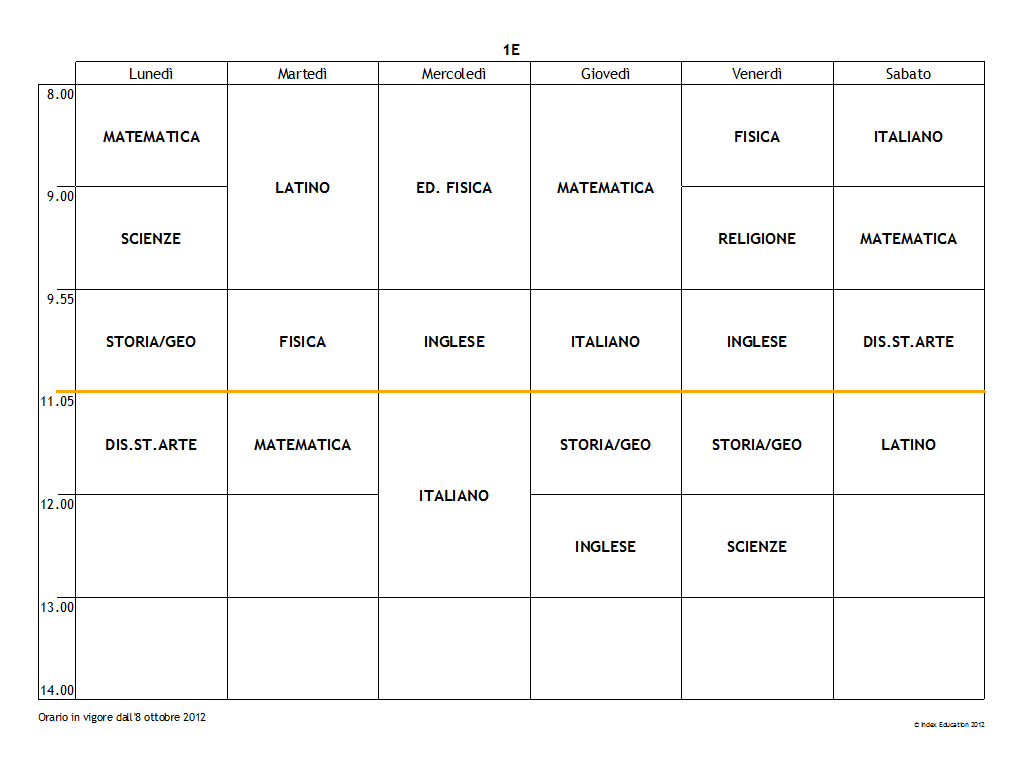 1E
Lunedì Martedì Mercoledì Giovedì Venerdì Sabato
8.00
MATEMATICA FISICA ITALIANO
LATINO ED. FISICA MATEMATICA
9.00
SCIENZE RELIGIONE MATEMATICA
9.55
STORIA/GEO FISICA INGLESE ITALIANO INGLESE DIS.ST.ARTE
11.05
DIS.ST.ARTE MATEMATICA STORIA/GEO STORIA/GEO LATINO
ITALIANO
12.00
INGLESE SCIENZE
13.00
14.00
Orario in vigore dall'8 ottobre 2012
© Index Education 2012